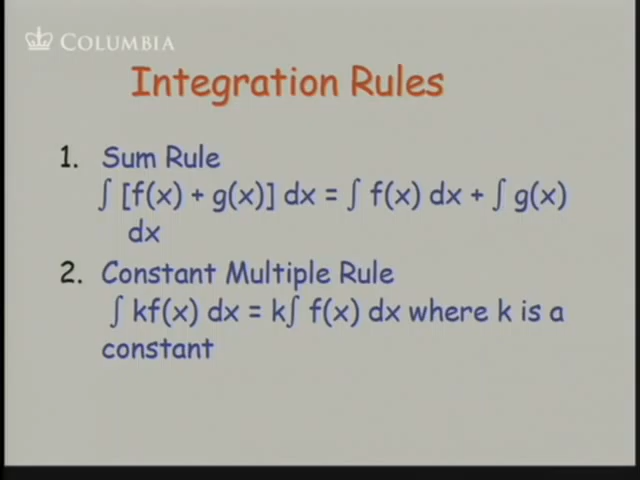 COLUMBIA
Integration Rules
1. Sum Rule
∫ [f(x) + g(x)] dx = ∫ f(x) dx + ∫ g(x)
dx
2. Constant Multiple Rule
∫ kf(x) dx = k∫ f(x) dx where k is a
constant